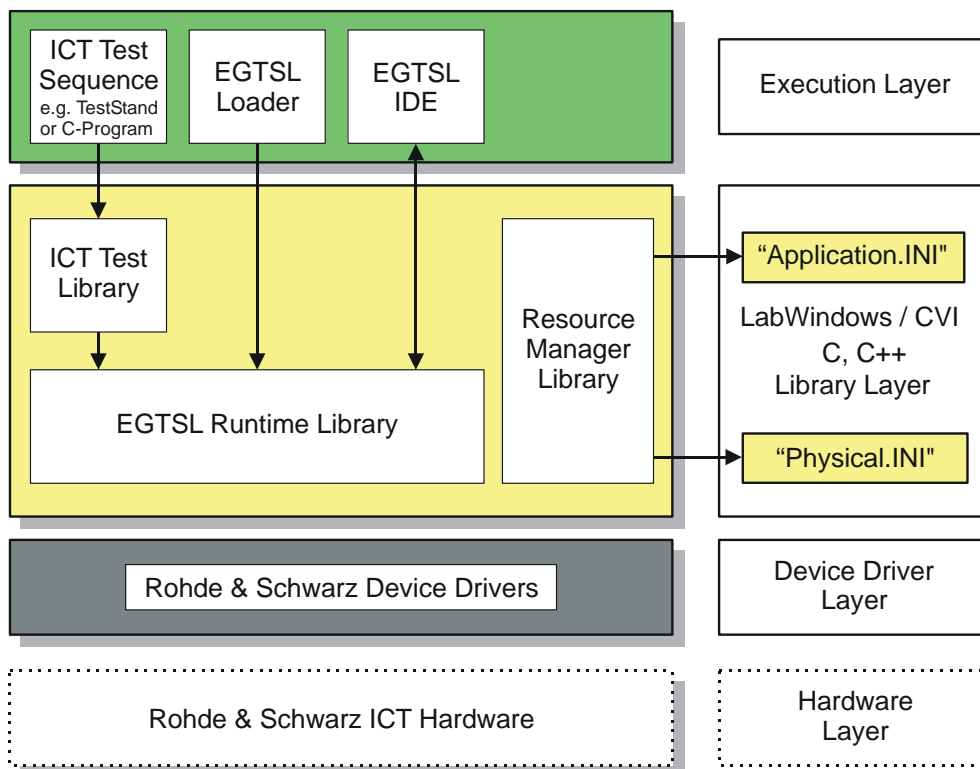 ICT Test
Sequence
e.g. TestStand
or C-Program
EGTSL
Loader
EGTSL
IDE
Execution Layer
ICT Test
Library
EGTSL Runtime Library
Resource
Manager
Library
“Application.INI"
LabWindows / CVI
C, C++
Library Layer
“Physical.INI"
Rohde & Schwarz Device Drivers
Device Driver
Layer
Rohde & Schwarz ICT Hardware
Hardware
Layer